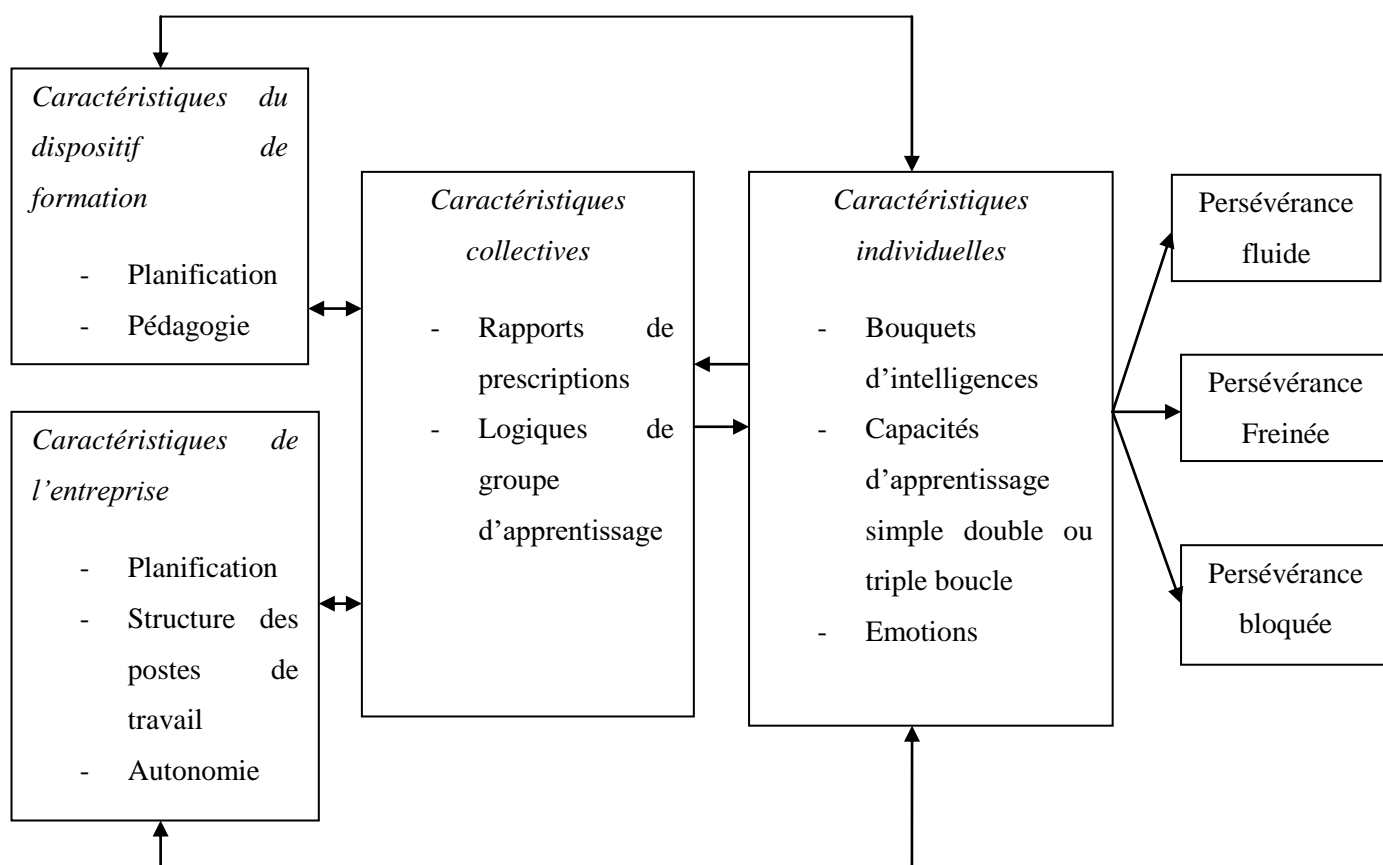 Caractéristiques du
dispositif de
formation
- Planification
- Pédagogie
Caractéristiques de
l’entreprise
- Planification
- Structure des
postes de
travail
- Autonomie
Caractéristiques
collectives
- Rapports de
prescriptions
- Logiques de
groupe
d’apprentissage
Caractéristiques
individuelles
- Bouquets
d’intelligences
- Capacités
d’apprentissage
simple double ou
triple boucle
- Emotions
Persévérance
fluide
Persévérance
Freinée
Persévérance
bloquée